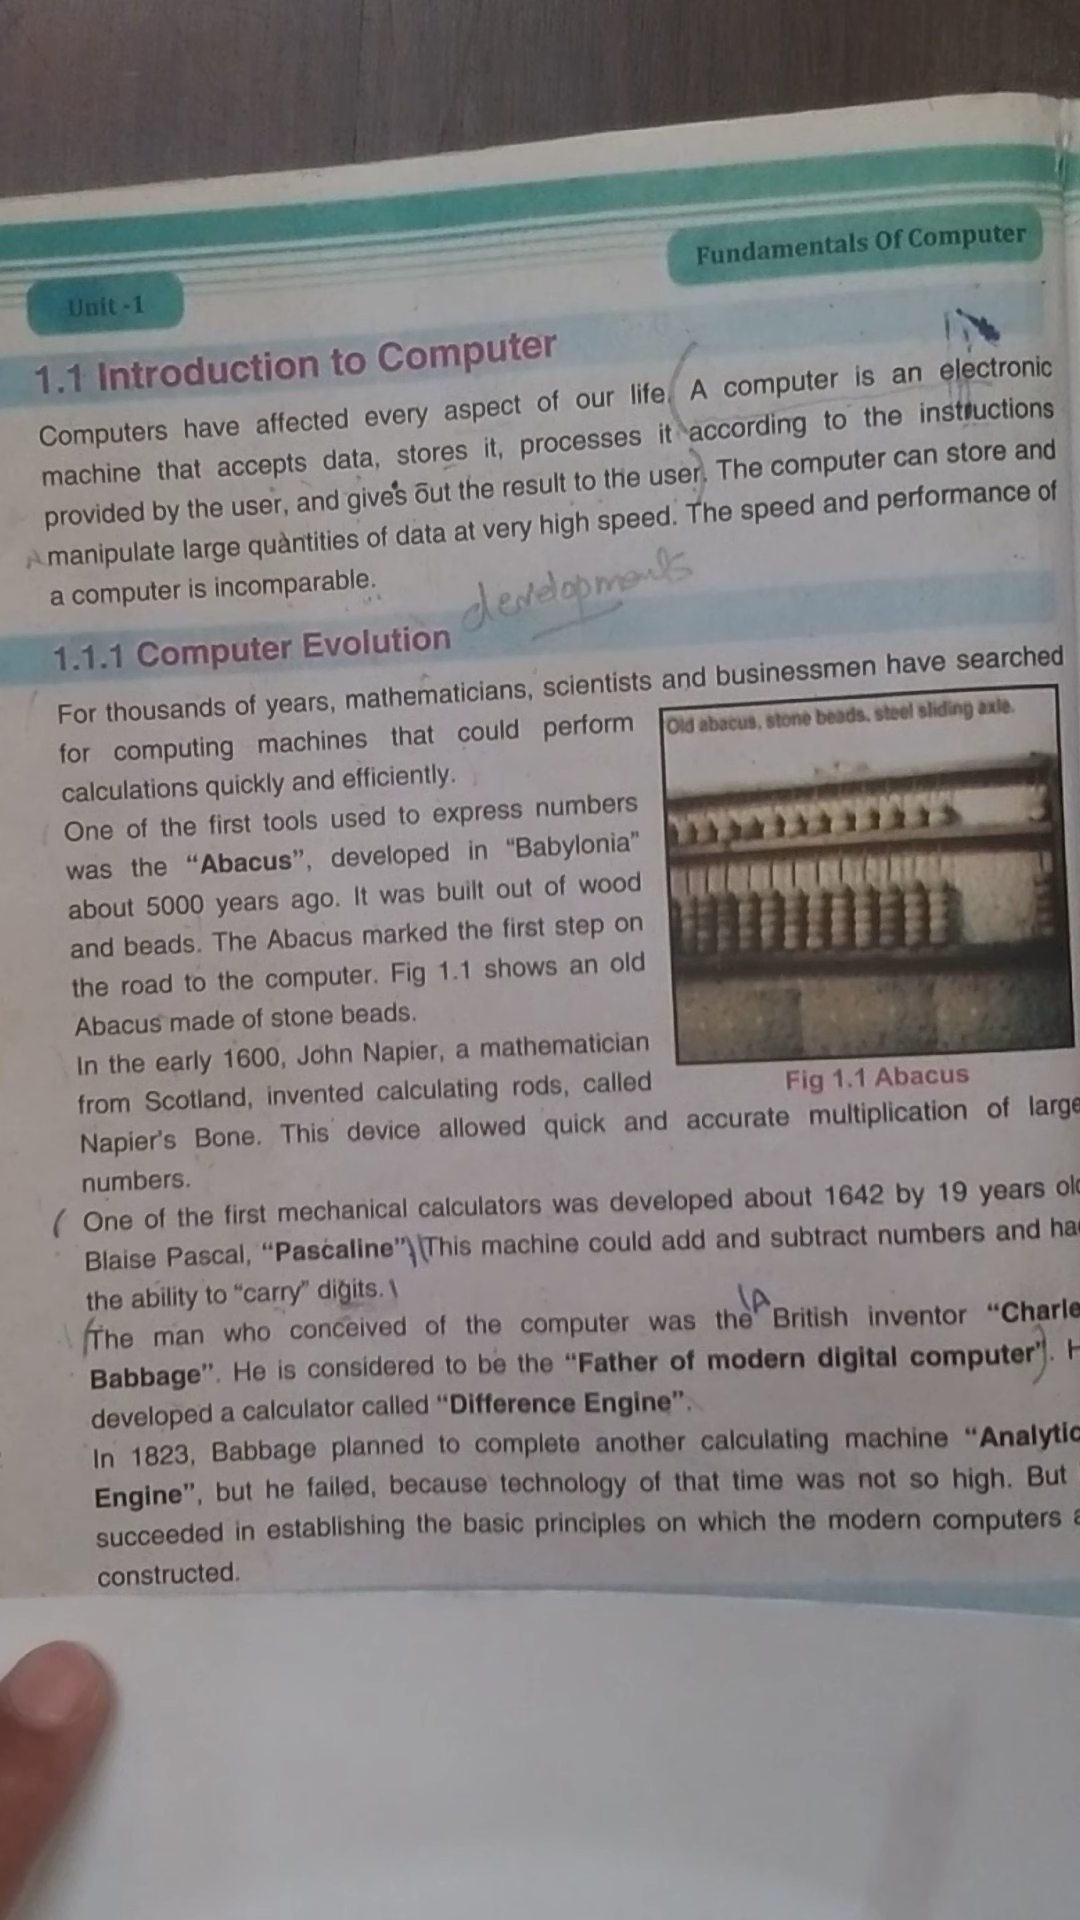 Fundamentals Of Computer
Unit -1
1.1 Introduction to Computer
Computers have affected every aspect of our life. A computer is an electronic
machine that accepts data, stores it, processes it according to the instructions
provided by the user, and gives out the result to the user. The computer can store and
manipulate large quantities of data at very high speed. The speed and performance of
a computer is incomparable.
developments
1.1.1 Computer Evolution
For thousands of years, mathematicians, scientists and businessmen have searched
for computing machines that could perform
calculations quickly and efficiently.
One of the first tools used to express numbers
was the “Abacus”, developed in “Babylonia”
about 5000 years ago. It was built out of wood
and beads. The Abacus marked the first step on
the road to the computer. Fig 1.1 shows an old
Abacus made of stone beads.
In the early 1600, John Napier, a mathematician
from Scotland, invented calculating rods, called
Old abacus, stone beads, steel sliding axle.
Fig 1.1 Abacus
Napier's Bone. This device allowed quick and accurate multiplication of large
numbers.
One of the first mechanical calculators was developed about 1642 by 19 years old
Blaise Pascal, “Pascaline” This machine could add and subtract numbers and ha
the ability to “carry” digits.
A
The man who conceived of the computer was the British inventor “Charle
Babbage”. He is considered to be the “Father of modern digital computer”. H
developed a calculator called “Difference Engine”.
In 1823, Babbage planned to complete another calculating machine “Analytic
Engine”, but he failed, because technology of that time was not so high. But
succeeded in establishing the basic principles on which the modern computers a
constructed.